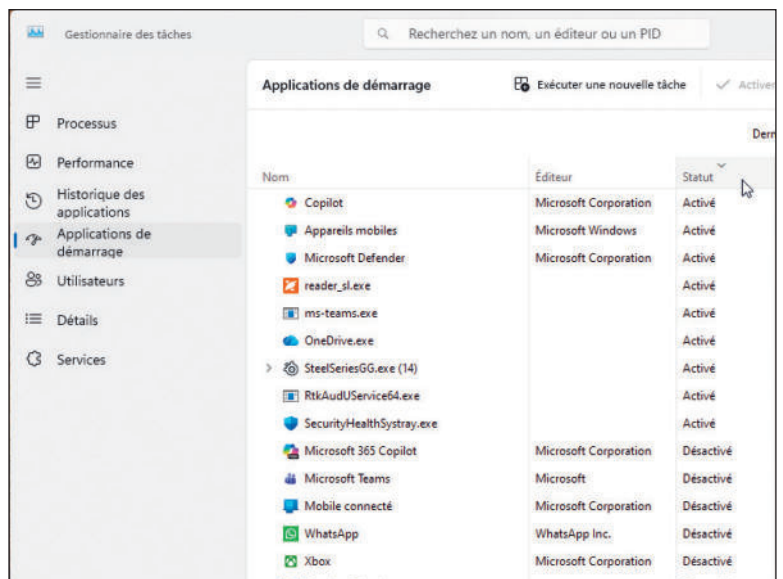 Gestionnaire des tâches
Recherchez un nom, un éditeur ou un PID
Applications de démarrage
Exécuter une nouvelle tâche
Activer
Processus
Performance
Historique des
applications
Applications de
démarrage
Utilisateurs
Détails
Services
Dern
Nom Éditeur Statut
Copilot Microsoft Corporation Activé
Appareils mobiles Microsoft Windows Activé
Microsoft Defender Microsoft Corporation Activé
reader_sl.exe Activé
ms-teams.exe Activé
OneDrive.exe Activé
SteelSeriesGG.exe (14) Activé
RtkAudUService64.exe Activé
SecurityHealthSystray.exe Activé
Microsoft 365 Copilot Microsoft Corporation Désactivé
Microsoft Teams Microsoft Désactivé
Mobile connecté Microsoft Corporation Désactivé
WhatsApp WhatsApp Inc. Désactivé
Xbox Microsoft Corporation Désactivé